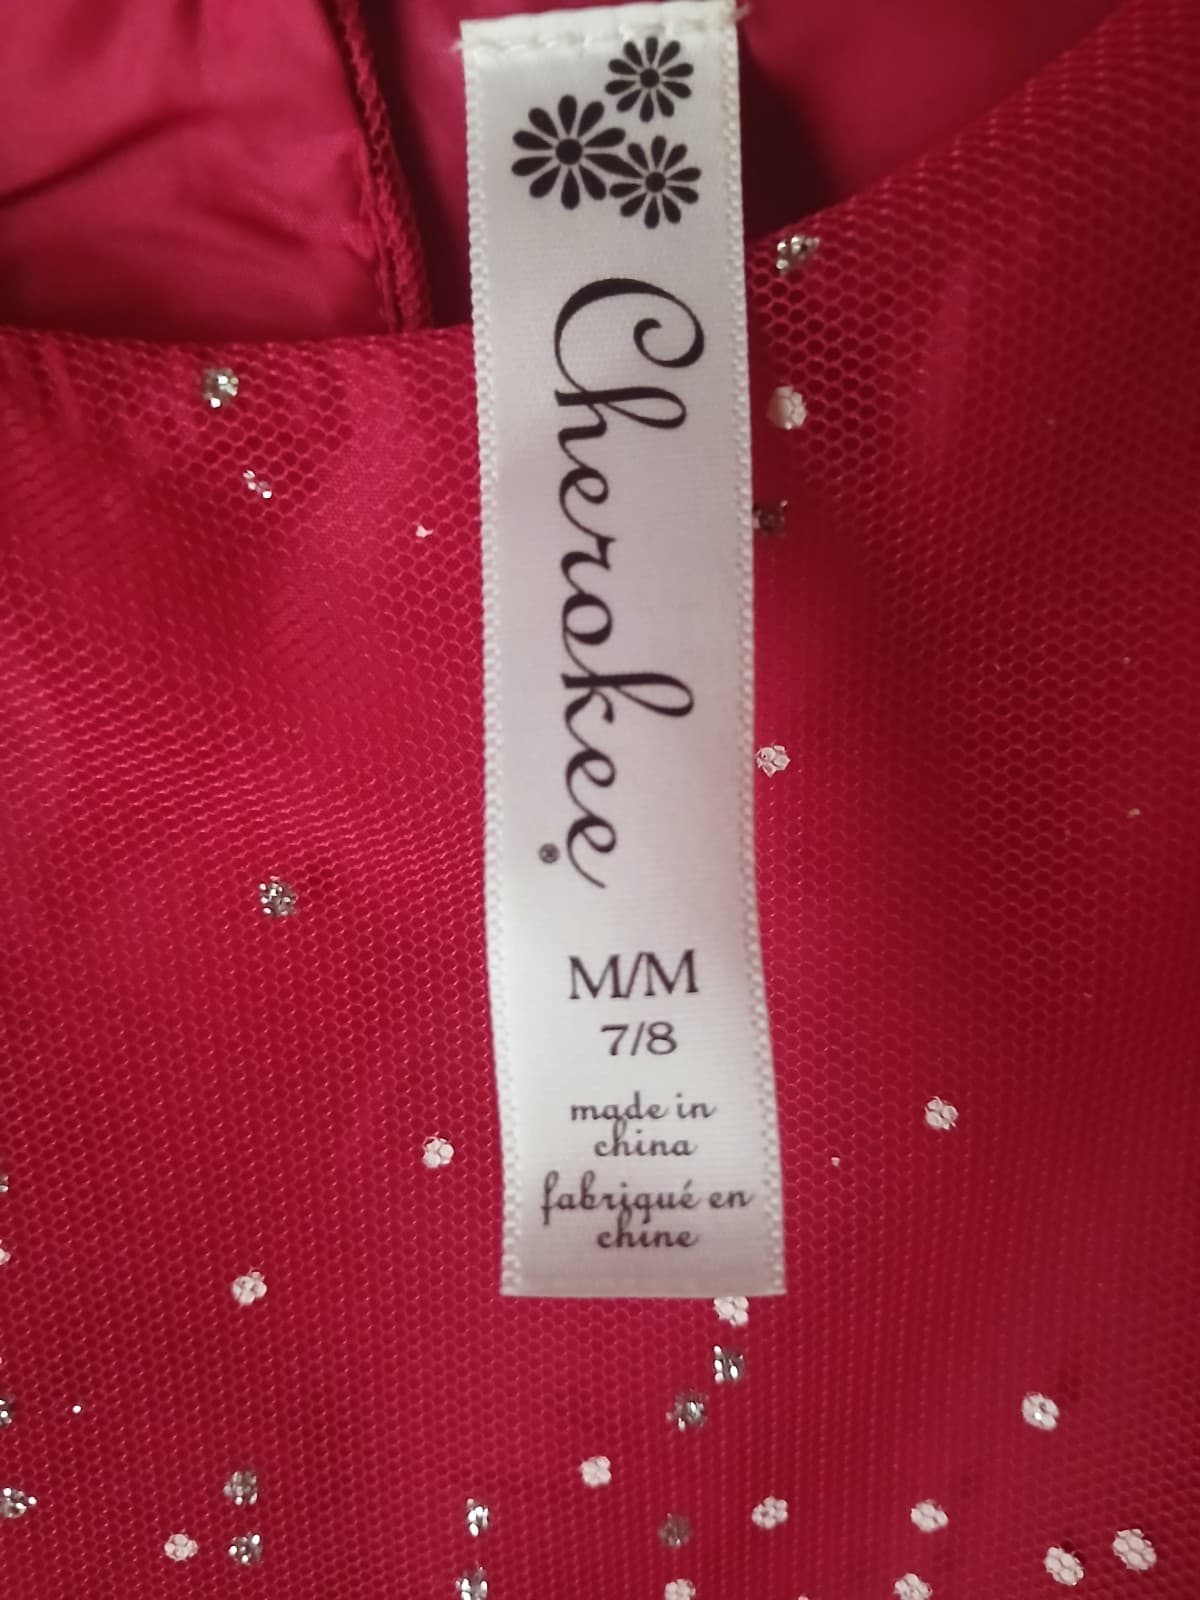 Cherokee®
M/M
7/8
made in
china
fabriqué en
chine